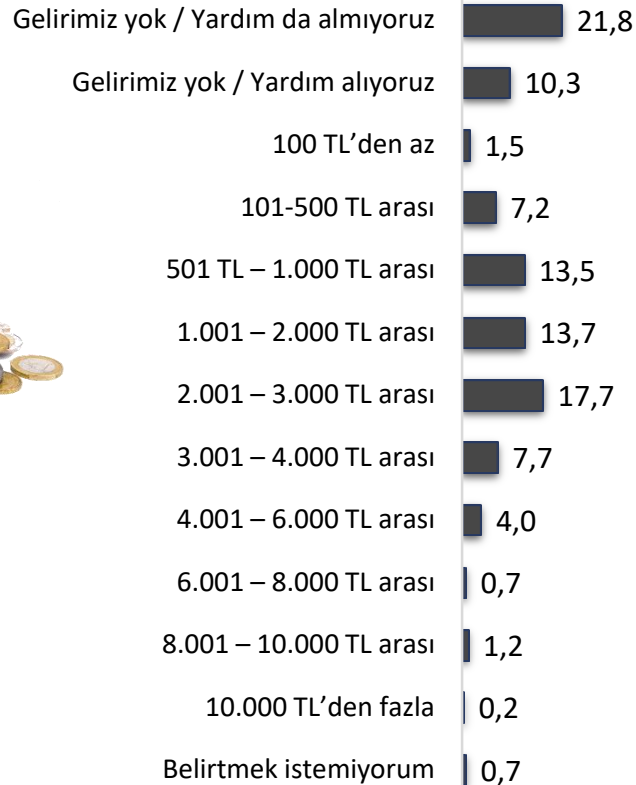 Gelirimiz yok / Yardım da almıyoruz 21,8
Gelirimiz yok / Yardım alıyoruz 10,3
100 TL’den az 1,5
101-500 TL arası 7,2
501 TL – 1.000 TL arası 13,5
1.001 – 2.000 TL arası 13,7
2.001 – 3.000 TL arası 17,7
3.001 – 4.000 TL arası 7,7
4.001 – 6.000 TL arası 4,0
6.001 – 8.000 TL arası 0,7
8.001 – 10.000 TL arası 1,2
10.000 TL’den fazla 0,2
Belirtmek istemiyorum 0,7